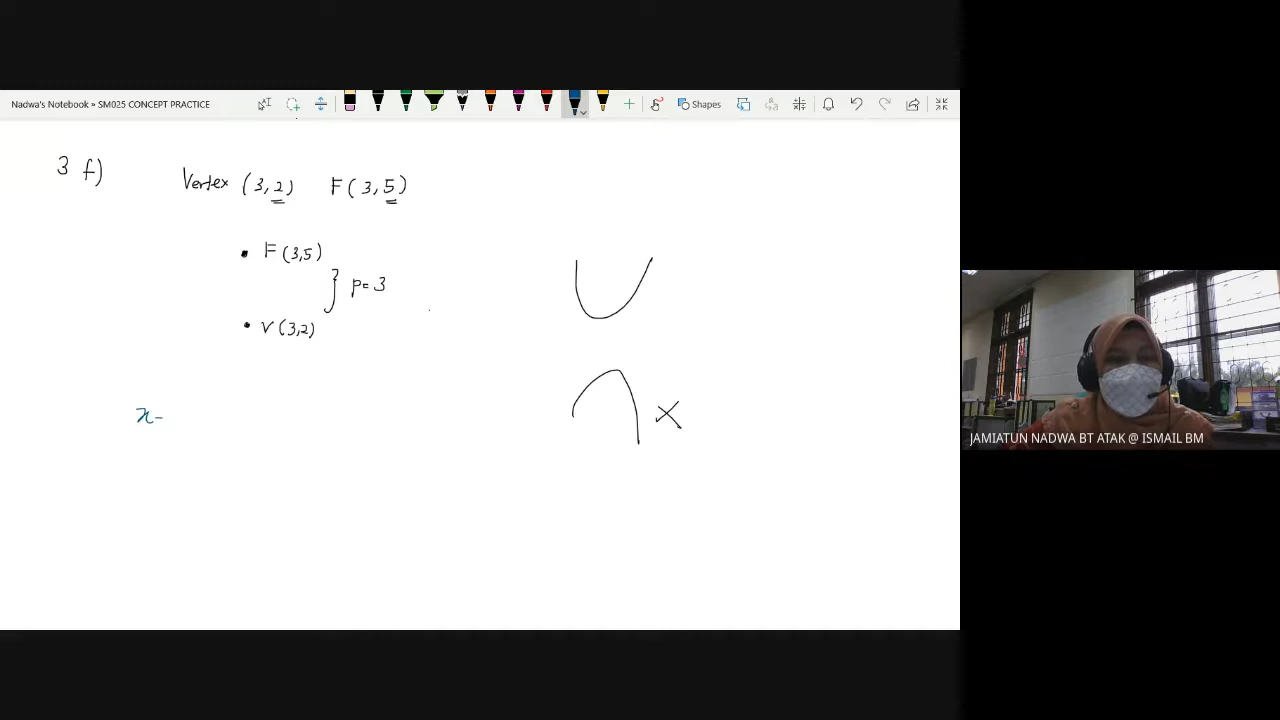 Nadwa's Notebook » SM025 CONCEPT PRACTICE
Shapes
3 f) Vertex (3,2) F(3,5)
F(3,5)
} p=3
V(3,2)
x-
X
JAMIATUN NADWA BT ATAK @ ISMAIL BM